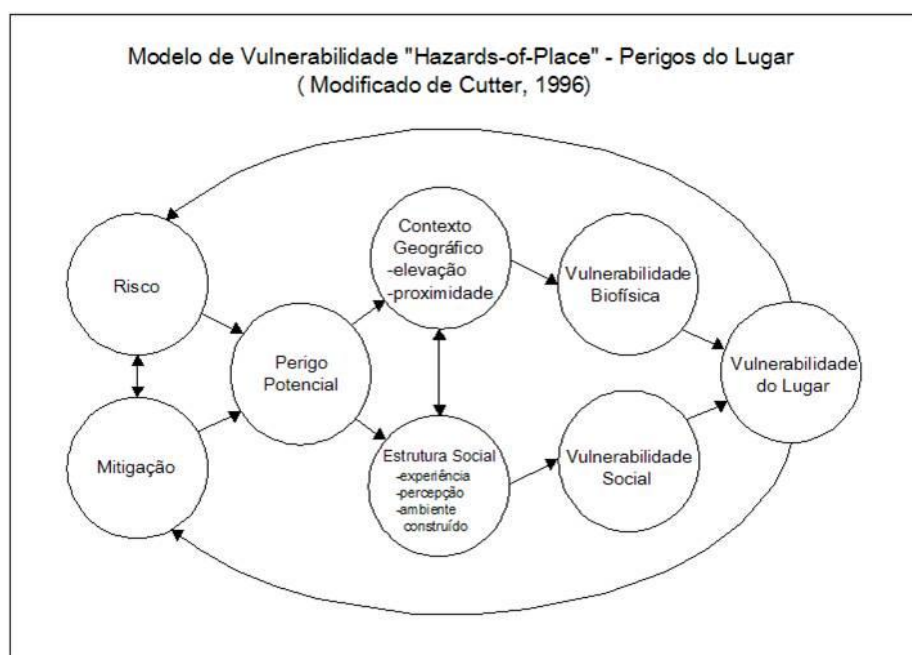 Modelo de Vulnerabilidade "Hazards-of-Place" - Perigos do Lugar
( Modificado de Cutter, 1996)
Risco
Mitigação
Perigo
Potencial
Contexto
Geográfico
-elevação
-proximidade
Estrutura Social
-experiência
-percepção
-ambiente
construído
Vulnerabilidade
Biofísica
Vulnerabilidade
Social
Vulnerabilidade
do Lugar